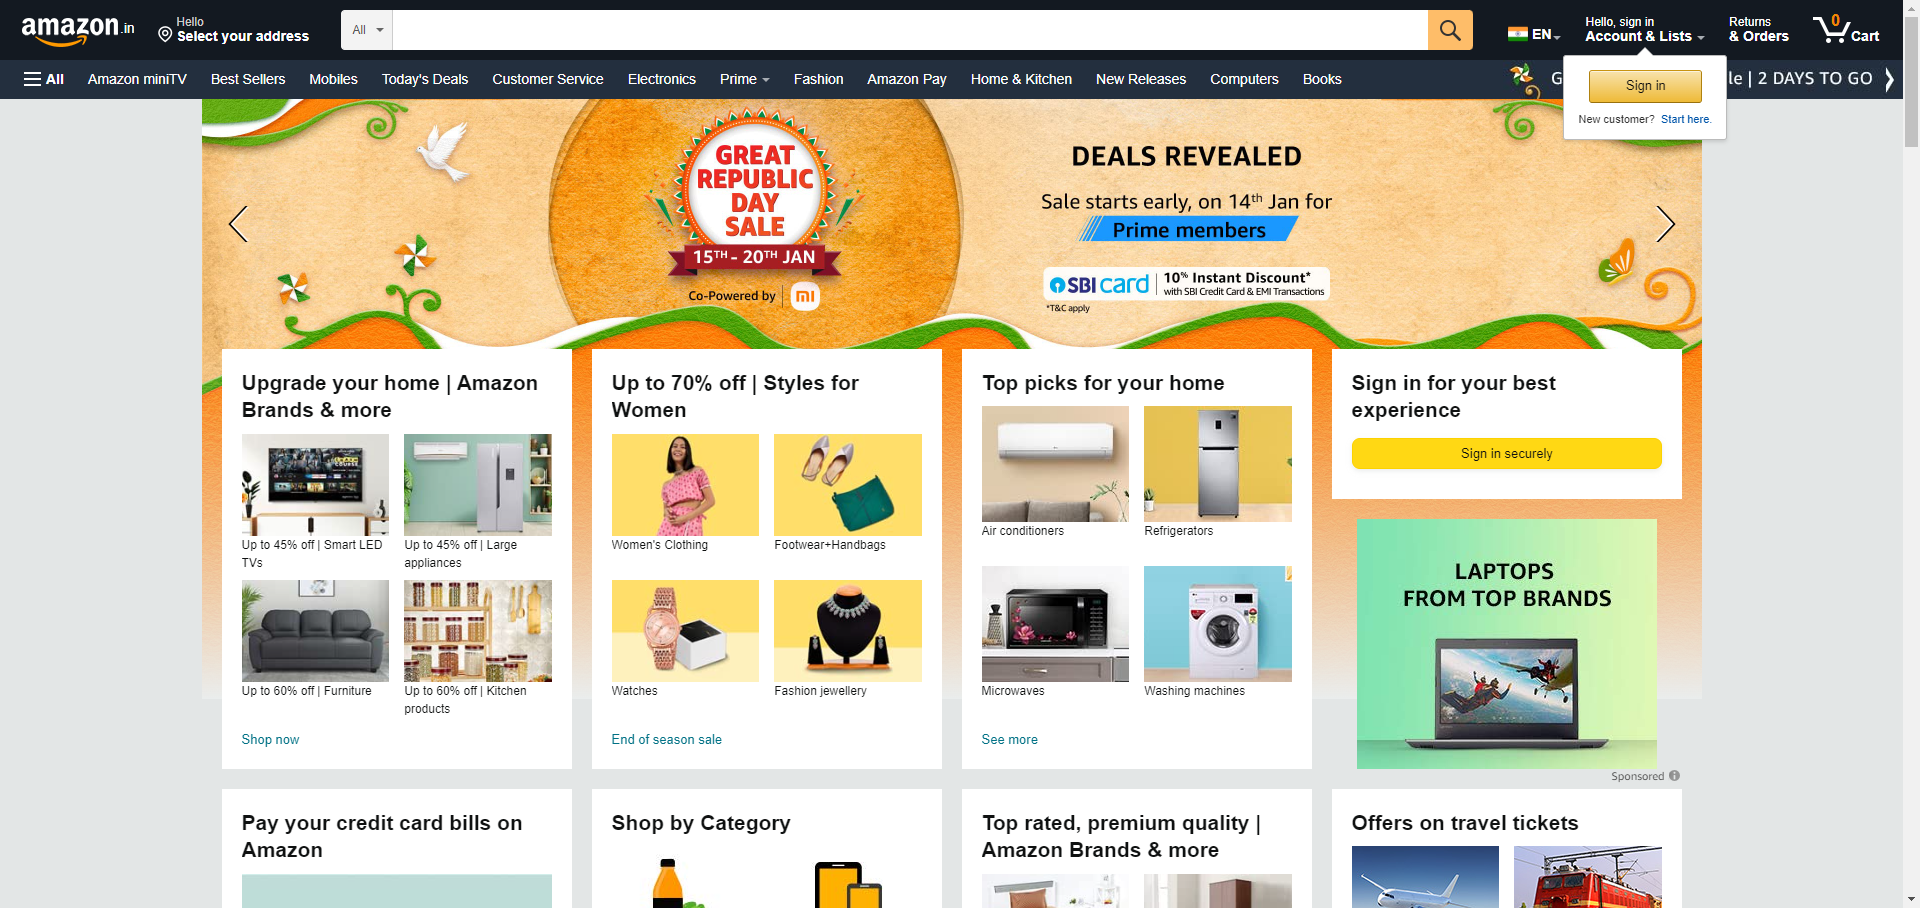 amazon.in
Hello
Select your address
All
EN
Hello, sign in
Account & Lists
Returns
& Orders
0
Cart
All
Amazon miniTV
Best Sellers
Mobiles
Today's Deals
Customer Service
Electronics
Prime
Fashion
Amazon Pay
Home & Kitchen
New Releases
Computers
Books
G
le | 2 DAYS TO GO
Sign in
New customer? Start here.
GREAT
REPUBLIC
DAY
SALE
15TH - 20TH JAN
Co-Powered by
mi
DEALS REVEALED
Sale starts early, on 14th Jan for
Prime members
SBI card
10% Instant Discount*
with SBI Credit Card & EMI Transactions
*T&C apply
Upgrade your home | Amazon
Brands & more
Up to 45% off | Smart LED
TVs
Up to 45% off | Large
appliances
Up to 60% off | Furniture
Up to 60% off | Kitchen
products
Shop now
Up to 70% off | Styles for
Women
Women's Clothing
Footwear+Handbags
Watches
Fashion jewellery
End of season sale
Top picks for your home
Air conditioners
Refrigerators
Microwaves
Washing machines
See more
Sign in for your best
experience
Sign in securely
LAPTOPS
FROM TOP BRANDS
Sponsored
Pay your credit card bills on
Amazon
Shop by Category
Top rated, premium quality |
Amazon Brands & more
Offers on travel tickets